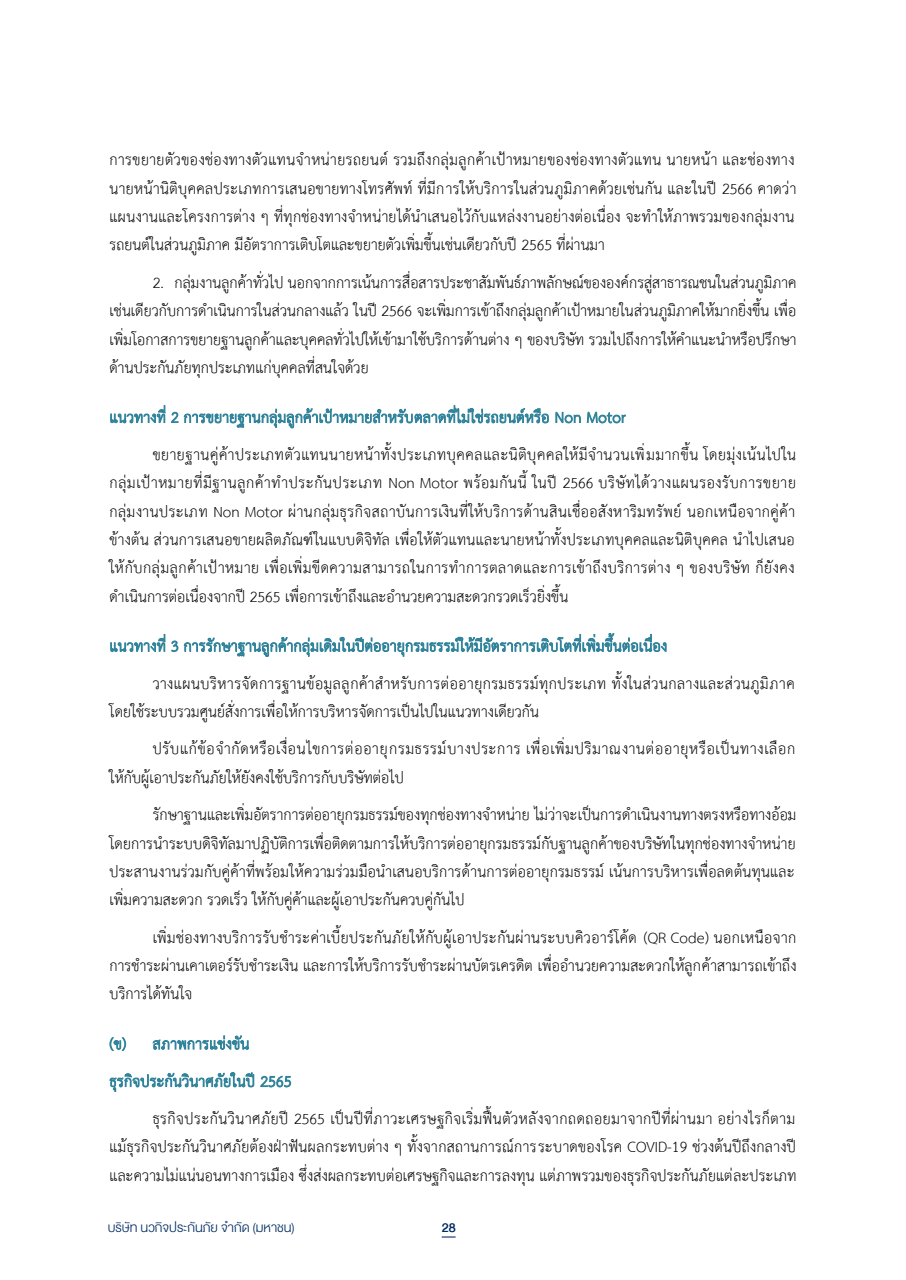 การขยายตัวของช่องทางตัวแทนจำหน่ายรถยนต์ รวมถึงกลุ่มลูกค้าเป้าหมายของช่องทางตัวแทน นายหน้า และช่องทาง
นายหน้านิติบุคคลประเภทการเสนอขายทางโทรศัพท์ ที่มีการให้บริการในส่วนภูมิภาคด้วยเช่นกัน และในปี 2566 คาดว่า
แผนงานและโครงการต่าง ๆ ที่ทุกช่องทางจำหน่ายได้นำเสนอไว้กับแหล่งงานอย่างต่อเนื่อง จะทำให้ภาพรวมของกลุ่มงาน
รถยนต์ในส่วนภูมิภาค มีอัตราการเติบโตและขยายตัวเพิ่มขึ้นเช่นเดียวกับปี 2565 ที่ผ่านมา
2. กลุ่มงานลูกค้าทั่วไป นอกจากการเน้นการสื่อสารประชาสัมพันธ์ภาพลักษณ์ขององค์กรสู่สาธารณชนในส่วนภูมิภาค
เช่นเดียวกับการดำเนินการในส่วนกลางแล้ว ในปี 2566 จะเพิ่มการเข้าถึงกลุ่มลูกค้าเป้าหมายในส่วนภูมิภาคให้มากยิ่งขึ้น เพื่อ
เพิ่มโอกาสการขยายฐานลูกค้าและบุคคลทั่วไปให้เข้ามาใช้บริการด้านต่าง ๆ ของบริษัท รวมไปถึงการให้คำแนะนำหรือปรึกษา
ด้านประกันภัยทุกประเภทแก่บุคคลที่สนใจด้วย
แนวทางที่ 2 การขยายฐานกลุ่มลูกค้าเป้าหมายสำหรับตลาดที่ไม่ใช่รถยนต์หรือ Non Motor
ขยายฐานคู่ค้าประเภทตัวแทนนายหน้าทั้งประเภทบุคคลและนิติบุคคลให้มีจำนวนเพิ่มมากขึ้น โดยมุ่งเน้นไปใน
กลุ่มเป้าหมายที่มีฐานลูกค้าทำประกันประเภท Non Motor พร้อมกันนี้ ในปี 2566 บริษัทได้วางแผนรองรับการขยาย
กลุ่มงานประเภท Non Motor ผ่านกลุ่มธุรกิจสถาบันการเงินที่ให้บริการด้านสินเชื่ออสังหาริมทรัพย์ นอกเหนือจากคู่ค้า
ข้างต้น ส่วนการเสนอขายผลิตภัณฑ์ในแบบดิจิทัล เพื่อให้ตัวแทนและนายหน้าทั้งประเภทบุคคลและนิติบุคคล นำไปเสนอ
ให้กับกลุ่มลูกค้าเป้าหมาย เพื่อเพิ่มขีดความสามารถในการทำการตลาดและการเข้าถึงบริการต่าง ๆ ของบริษัท ก็ยังคง
ดำเนินการต่อเนื่องจากปี 2565 เพื่อการเข้าถึงและอำนวยความสะดวกรวดเร็วยิ่งขึ้น
แนวทางที่ 3 การรักษาฐานลูกค้ากลุ่มเดิมในปีต่ออายุกรมธรรม์ให้มีอัตราการเติบโตที่เพิ่มขึ้นต่อเนื่อง
วางแผนบริหารจัดการฐานข้อมูลลูกค้าสำหรับการต่ออายุกรมธรรม์ทุกประเภท ทั้งในส่วนกลางและส่วนภูมิภาค
โดยใช้ระบบรวมศูนย์สั่งการเพื่อให้การบริหารจัดการเป็นไปในแนวทางเดียวกัน
ปรับแก้ข้อจำกัดหรือเงื่อนไขการต่ออายุกรมธรรม์บางประการ เพื่อเพิ่มปริมาณงานต่ออายุหรือเป็นทางเลือก
ให้กับผู้เอาประกันภัยให้ยังคงใช้บริการกับบริษัทต่อไป
รักษาฐานและเพิ่มอัตราการต่ออายุกรมธรรม์ของทุกช่องทางจำหน่าย ไม่ว่าจะเป็นการดำเนินงานทางตรงหรือทางอ้อม
โดยการนำระบบดิจิทัลมาปฏิบัติการเพื่อติดตามการให้บริการต่ออายุกรมธรรม์กับฐานลูกค้าของบริษัทในทุกช่องทางจำหน่าย
ประสานงานร่วมกับคู่ค้าที่พร้อมให้ความร่วมมือนำเสนอบริการด้านการต่ออายุกรมธรรม์ เน้นการบริหารเพื่อลดต้นทุนและ
เพิ่มความสะดวก รวดเร็ว ให้กับคู่ค้าและผู้เอาประกันควบคู่กันไป
เพิ่มช่องทางบริการรับชำระค่าเบี้ยประกันภัยให้กับผู้เอาประกันผ่านระบบคิวอาร์โค้ด (QR Code) นอกเหนือจาก
การชำระผ่านเคาเตอร์รับชำระเงิน และการให้บริการรับชำระผ่านบัตรเครดิต เพื่ออำนวยความสะดวกให้ลูกค้าสามารถเข้าถึง
บริการได้ทันใจ
(ข) สภาพการแข่งขัน
ธุรกิจประกันวินาศภัยในปี 2565
ธุรกิจประกันวินาศภัยปี 2565 เป็นปีที่ภาวะเศรษฐกิจเริ่มฟื้นตัวหลังจากถดถอยมาจากปีที่ผ่านมา อย่างไรก็ตาม
แม้ธุรกิจประกันวินาศภัยต้องฝ่าฟันผลกระทบต่าง ๆ ทั้งจากสถานการณ์การระบาดของโรค COVID-19 ช่วงต้นปีถึงกลางปี
และความไม่แน่นอนทางการเมือง ซึ่งส่งผลกระทบต่อเศรษฐกิจและการลงทุน แต่ภาพรวมของธุรกิจประกันภัยแต่ละประเภท
บริษัท นวกิจประกันภัย จำกัด (มหาชน) 28